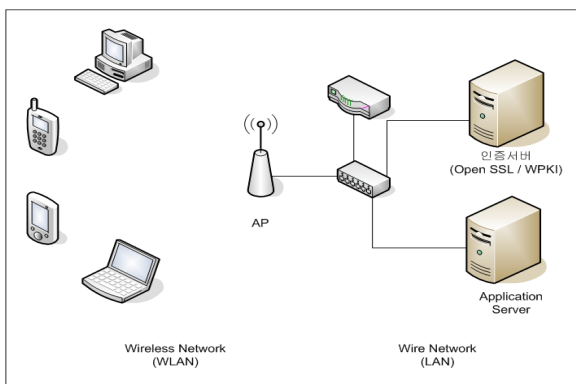 인증서버
(Open SSL / WPKI)
AP
Application
Server
Wireless Network
(WLAN)
Wire Network
(LAN)